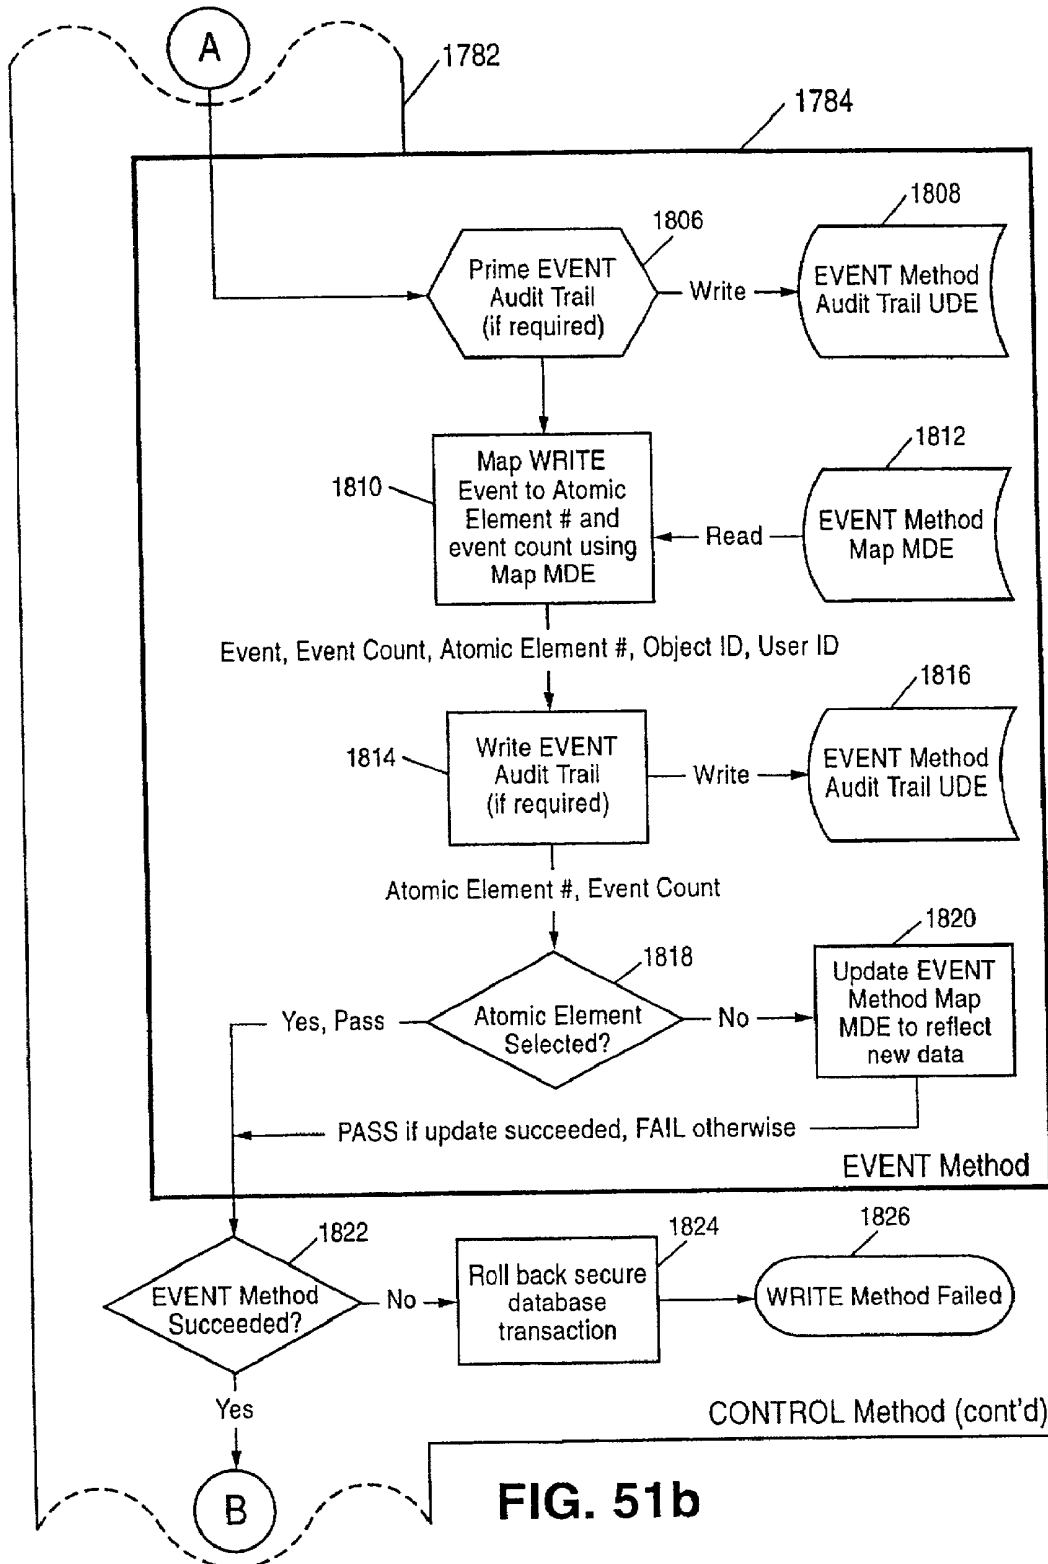 A
1782
1784
1808
1806
Prime EVENT
Audit Trail
(if required)
Write
EVENT Method
Audit Trail UDE
1812
1810
Map WRITE
Event to Atomic
Element # and
event count using
Map MDE
Read
EVENT Method
Map MDE
Event, Event Count, Atomic Element #, Object ID, User ID
1816
1814
Write EVENT
Audit Trail
(if required)
Write
EVENT Method
Audit Trail UDE
Atomic Element #, Event Count
1820
1818
Yes, Pass
Atomic Element
Selected?
No
Update EVENT
Method Map
MDE to reflect
new data
PASS if update succeeded, FAIL otherwise
EVENT Method
1822
1824
1826
EVENT Method
Succeeded?
No
Roll back secure
database
transaction
WRITE Method Failed
Yes
CONTROL Method (cont'd)
B
FIG. 51b